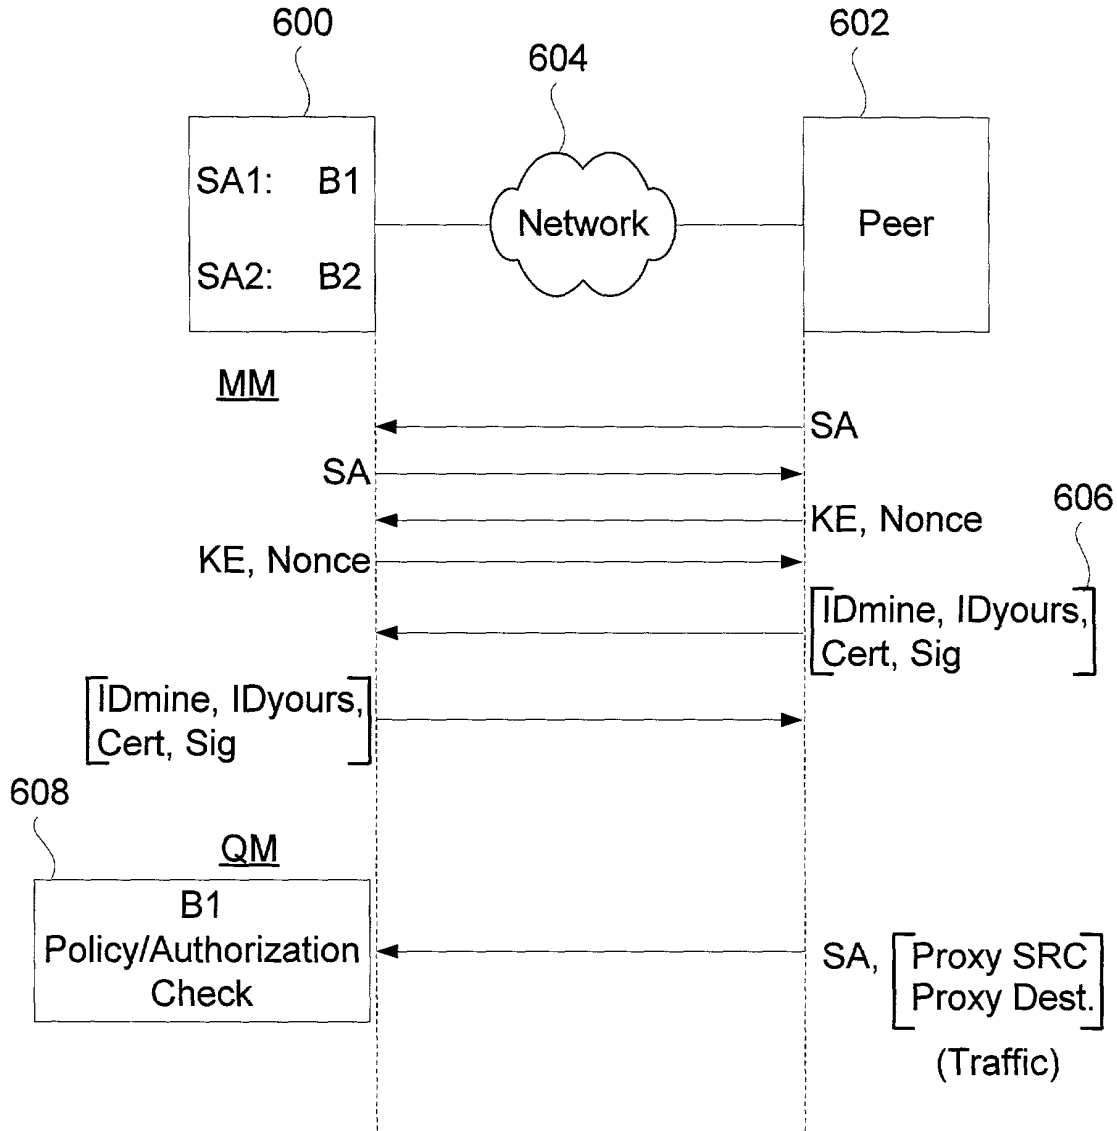 600
602
604
SA1: B1
SA2: B2
Network
Peer
MM
SA
SA
KE, Nonce
606
KE, Nonce
[IDmine, IDyours,
Cert, Sig]
[IDmine, IDyours,
Cert, Sig]
608
QM
B1
Policy/Authorization
Check
SA, [Proxy SRC
Proxy Dest.]
(Traffic)